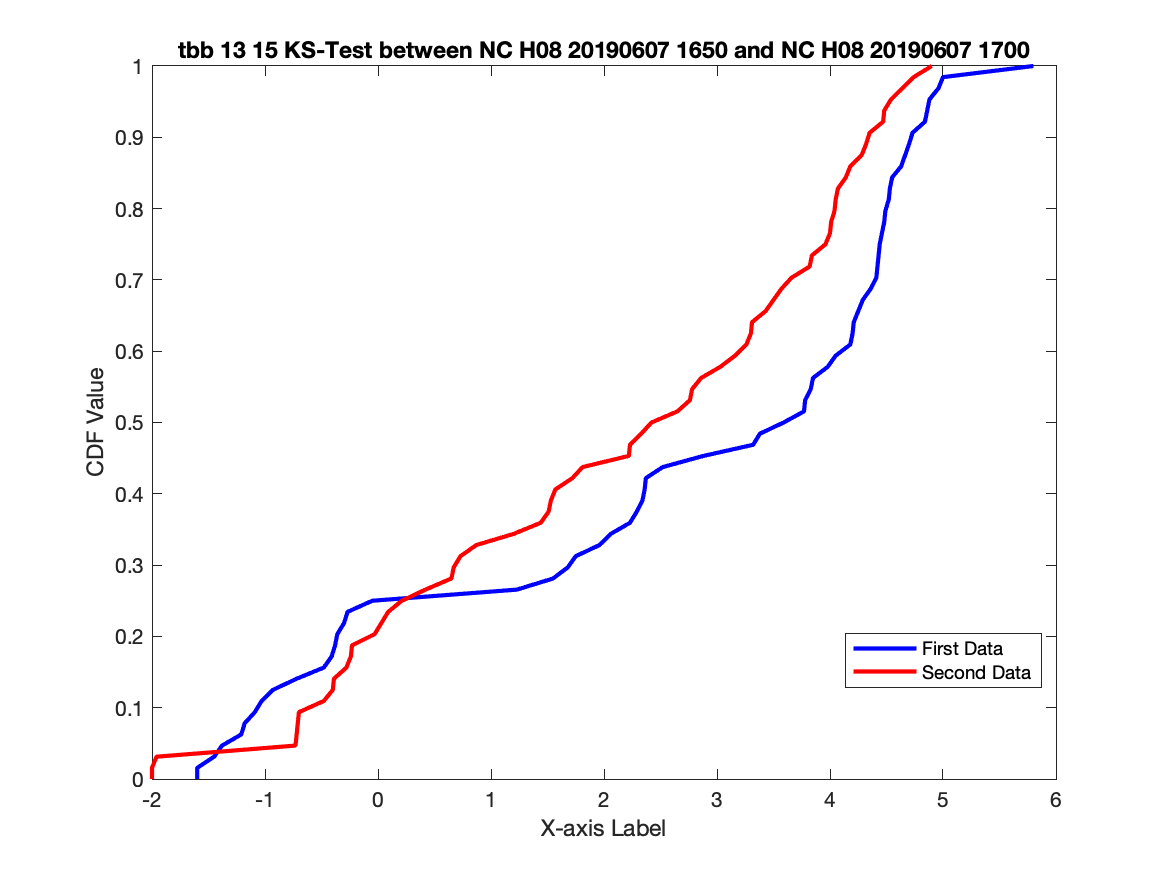 tbb 13 15 KS-Test between NC H08 20190607 1650 and NC H08 20190607 1700
1
0.9
0.8
0.7
0.6
0.5
0.4
0.3
0.2
0.1
0
CDF Value
First Data
Second Data
-2 -1 0 1 2 3 4 5 6
X-axis Label